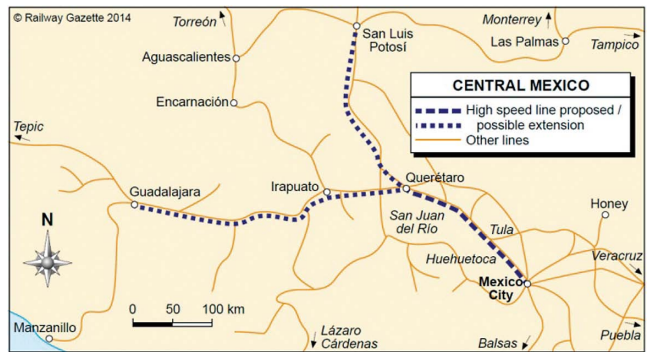 © Railway Gazette 2014
Torreón
Monterrey
San Luis
Potosí
Las Palmas
Tampico
Aguascalientes
CENTRAL MEXICO
High speed line proposed /
possible extension
Other lines
Encarnación
Tepic
Guadalajara
Irapuato
Querétaro
Honey
San Juan
del Río
Tula
N
Huehuetoca
Veracruz
Mexico
City
0 50 100 km
Manzanillo
Lázaro
Cárdenas
Balsas
Puebla